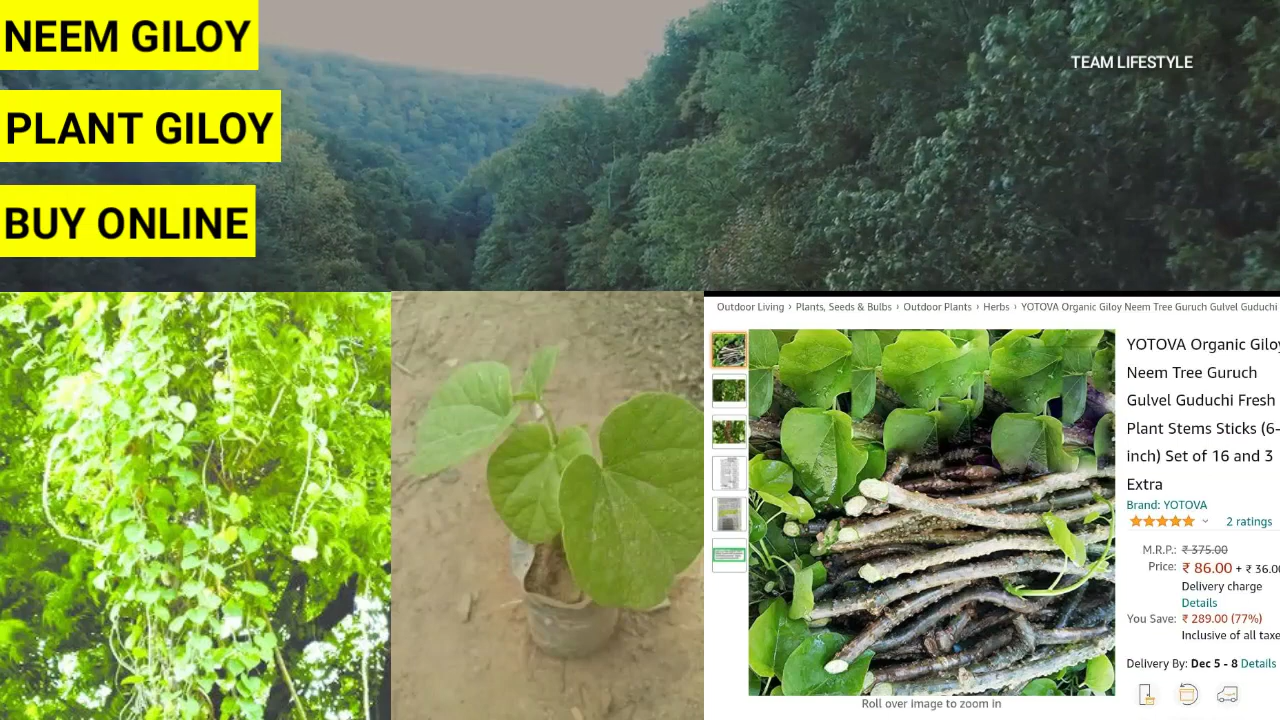 NEEM GILOY
PLANT GILOY
BUY ONLINE
TEAM LIFESTYLE
Outdoor Living › Plants, Seeds & Bulbs › Outdoor Plants › Herbs › YOTOVA Organic Giloy Neem Tree Guruch Gulvel Guduchi
YOTOVA Organic Giloy
Neem Tree Guruch
Gulvel Guduchi Fresh
Plant Stems Sticks (6-
inch) Set of 16 and 3
Extra
Brand: YOTOVA
2 ratings
M.R.P.: ₹ 375.00
Price: ₹ 86.00 + ₹ 36.00
Delivery charge
Details
You Save: ₹ 289.00 (77%)
Inclusive of all taxe
Delivery By: Dec 5 - 8 Details
Roll over image to zoom in